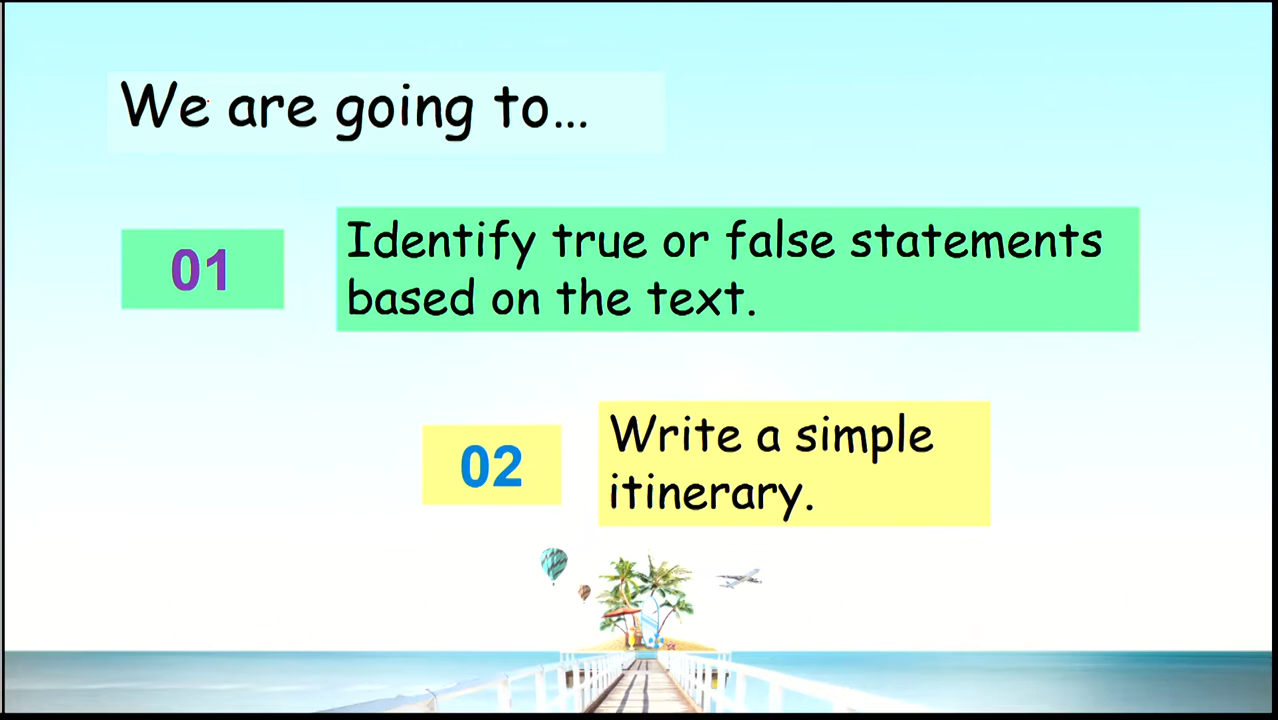 We are going to...
01
Identify true or false statements
based on the text.
02
Write a simple
itinerary.